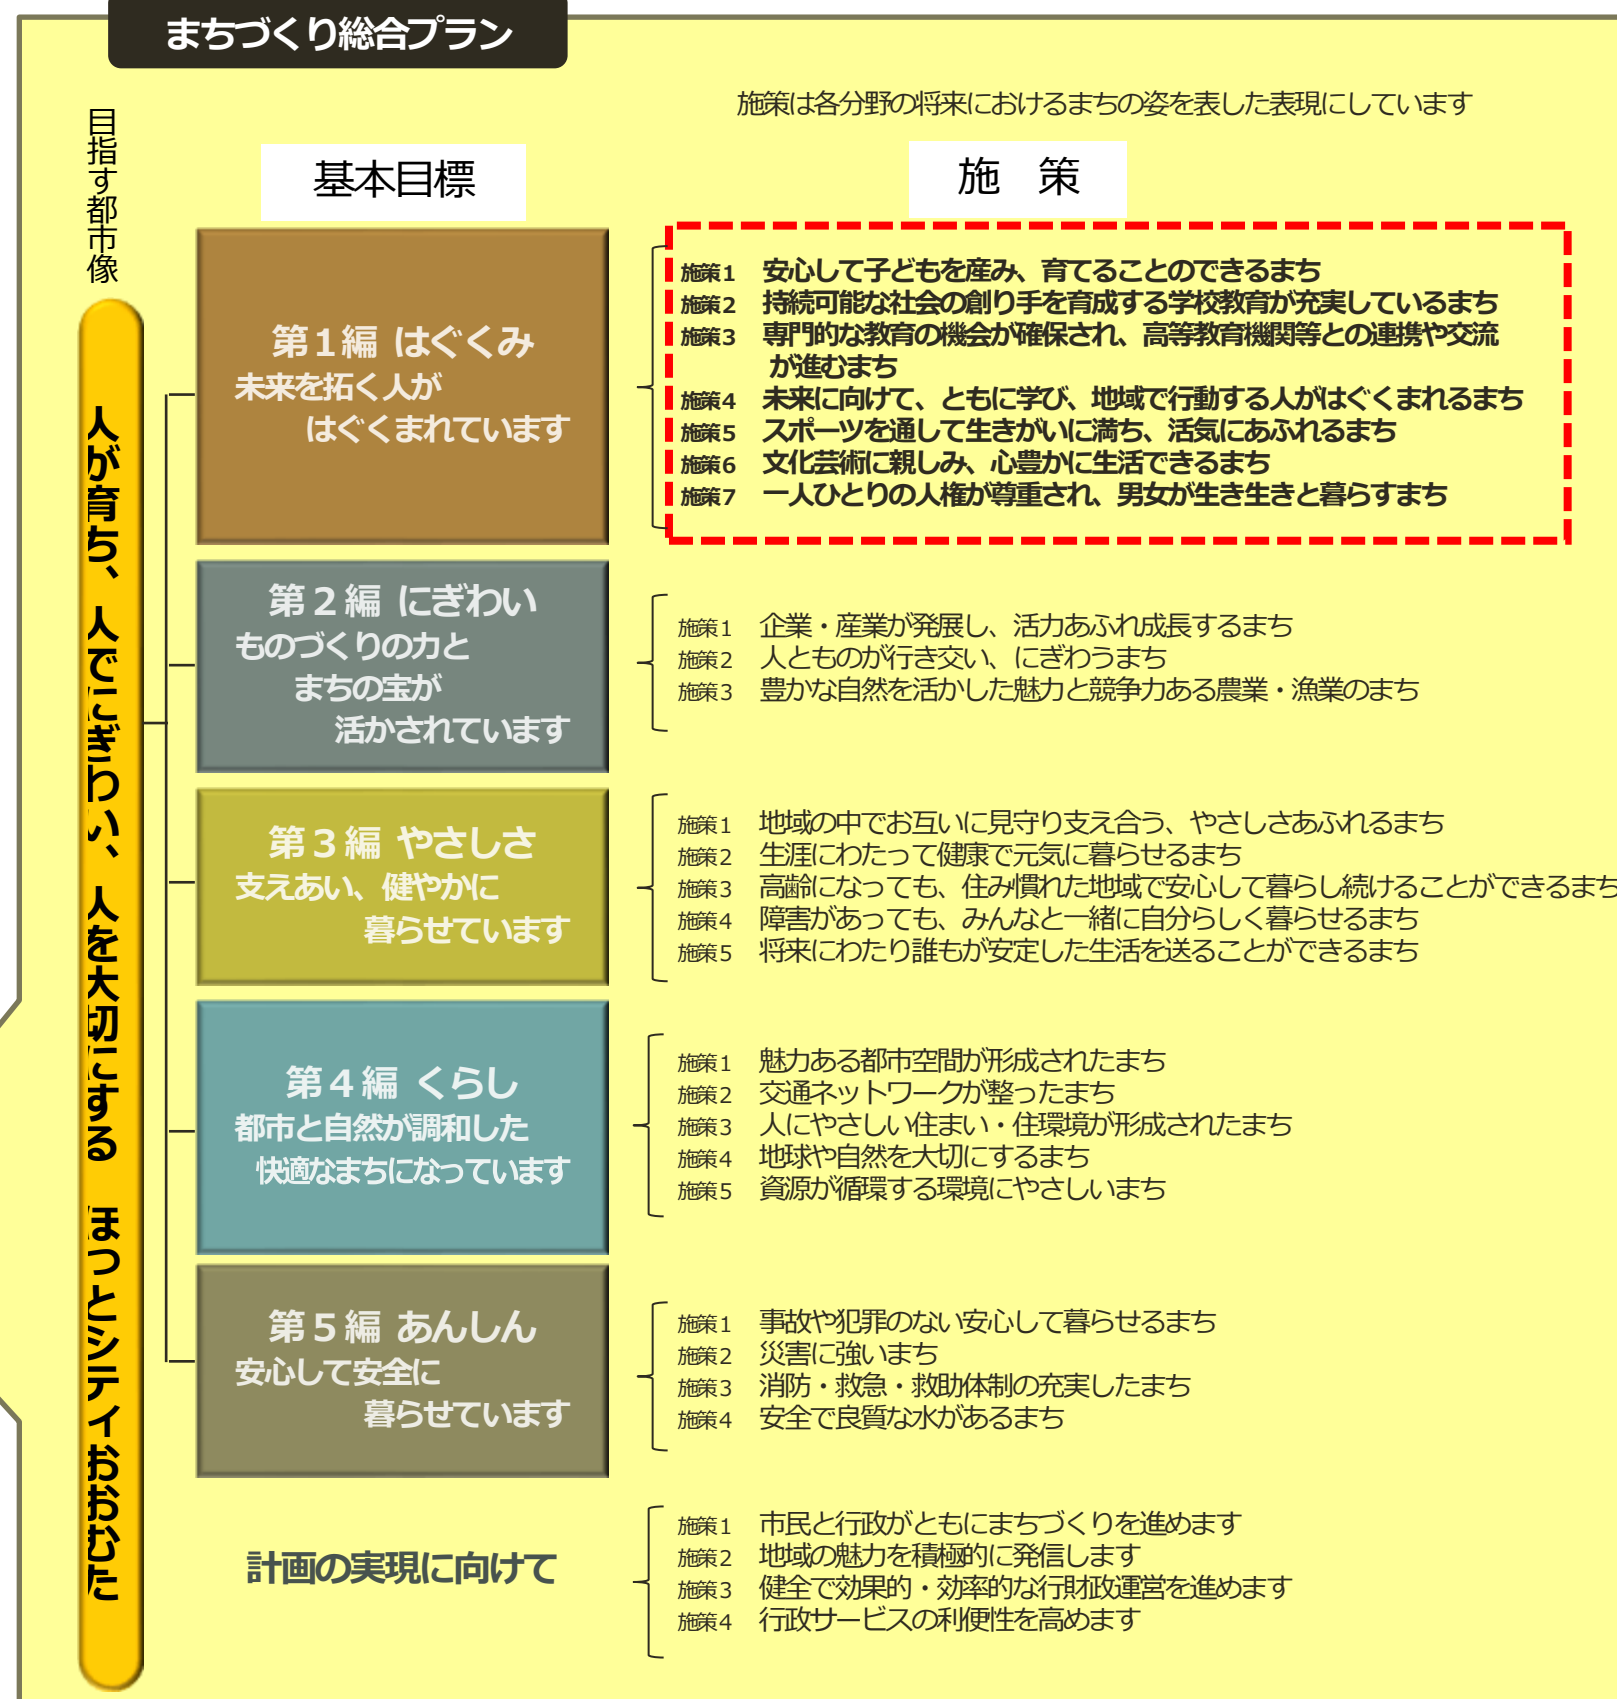 まちづくり総合プラン
施策は各分野の将来におけるまちの姿を表した表現にしています
目指す都市像
人が育ち、人でにぎわい、人を大切にする　ほっとシティおおむた
基本目標
施　策
第１編 はぐくみ
未来を拓く人が
はぐくまれています
施策1　安心して子どもを産み、育てることのできるまち
施策2　持続可能な社会の創り手を育成する学校教育が充実しているまち
施策3　専門的な教育の機会が確保され、高等教育機関等との連携や交流
が進むまち
施策4　未来に向けて、ともに学び、地域で行動する人がはぐくまれるまち
施策5　スポーツを通して生きがいに満ち、活気にあふれるまち
施策6　文化芸術に親しみ、心豊かに生活できるまち
施策7　一人ひとりの人権が尊重され、男女が生き生きと暮らすまち
第２編 にぎわい
ものづくりの力と
まちの宝が
活かされています
施策1　企業・産業が発展し、活力あふれ成長するまち
施策2　人とものが行き交い、にぎわうまち
施策3　豊かな自然を活かした魅力と競争力ある農業・漁業のまち
第３編 やさしさ
支えあい、健やかに
暮らせています
施策1　地域の中でお互いに見守り支え合う、やさしさあふれるまち
施策2　生涯にわたって健康で元気に暮らせるまち
施策3　高齢になっても、住み慣れた地域で安心して暮らし続けることができるまち
施策4　障害があっても、みんなと一緒に自分らしく暮らせるまち
施策5　将来にわたり誰もが安定した生活を送ることができるまち
第４編 くらし
都市と自然が調和した
快適なまちになっています
施策1　魅力ある都市空間が形成されたまち
施策2　交通ネットワークが整ったまち
施策3　人にやさしい住まい・住環境が形成されたまち
施策4　地球や自然を大切にするまち
施策5　資源が循環する環境にやさしいまち
第５編 あんしん
安心して安全に
暮らせています
施策1　事故や犯罪のない安心して暮らせるまち
施策2　災害に強いまち
施策3　消防・救急・救助体制の充実したまち
施策4　安全で良質な水があるまち
計画の実現に向けて
施策1　市民と行政がともにまちづくりを進めます
施策2　地域の魅力を積極的に発信します
施策3　健全で効果的・効率的な行財政運営を進めます
施策4　行政サービスの利便性を高めます